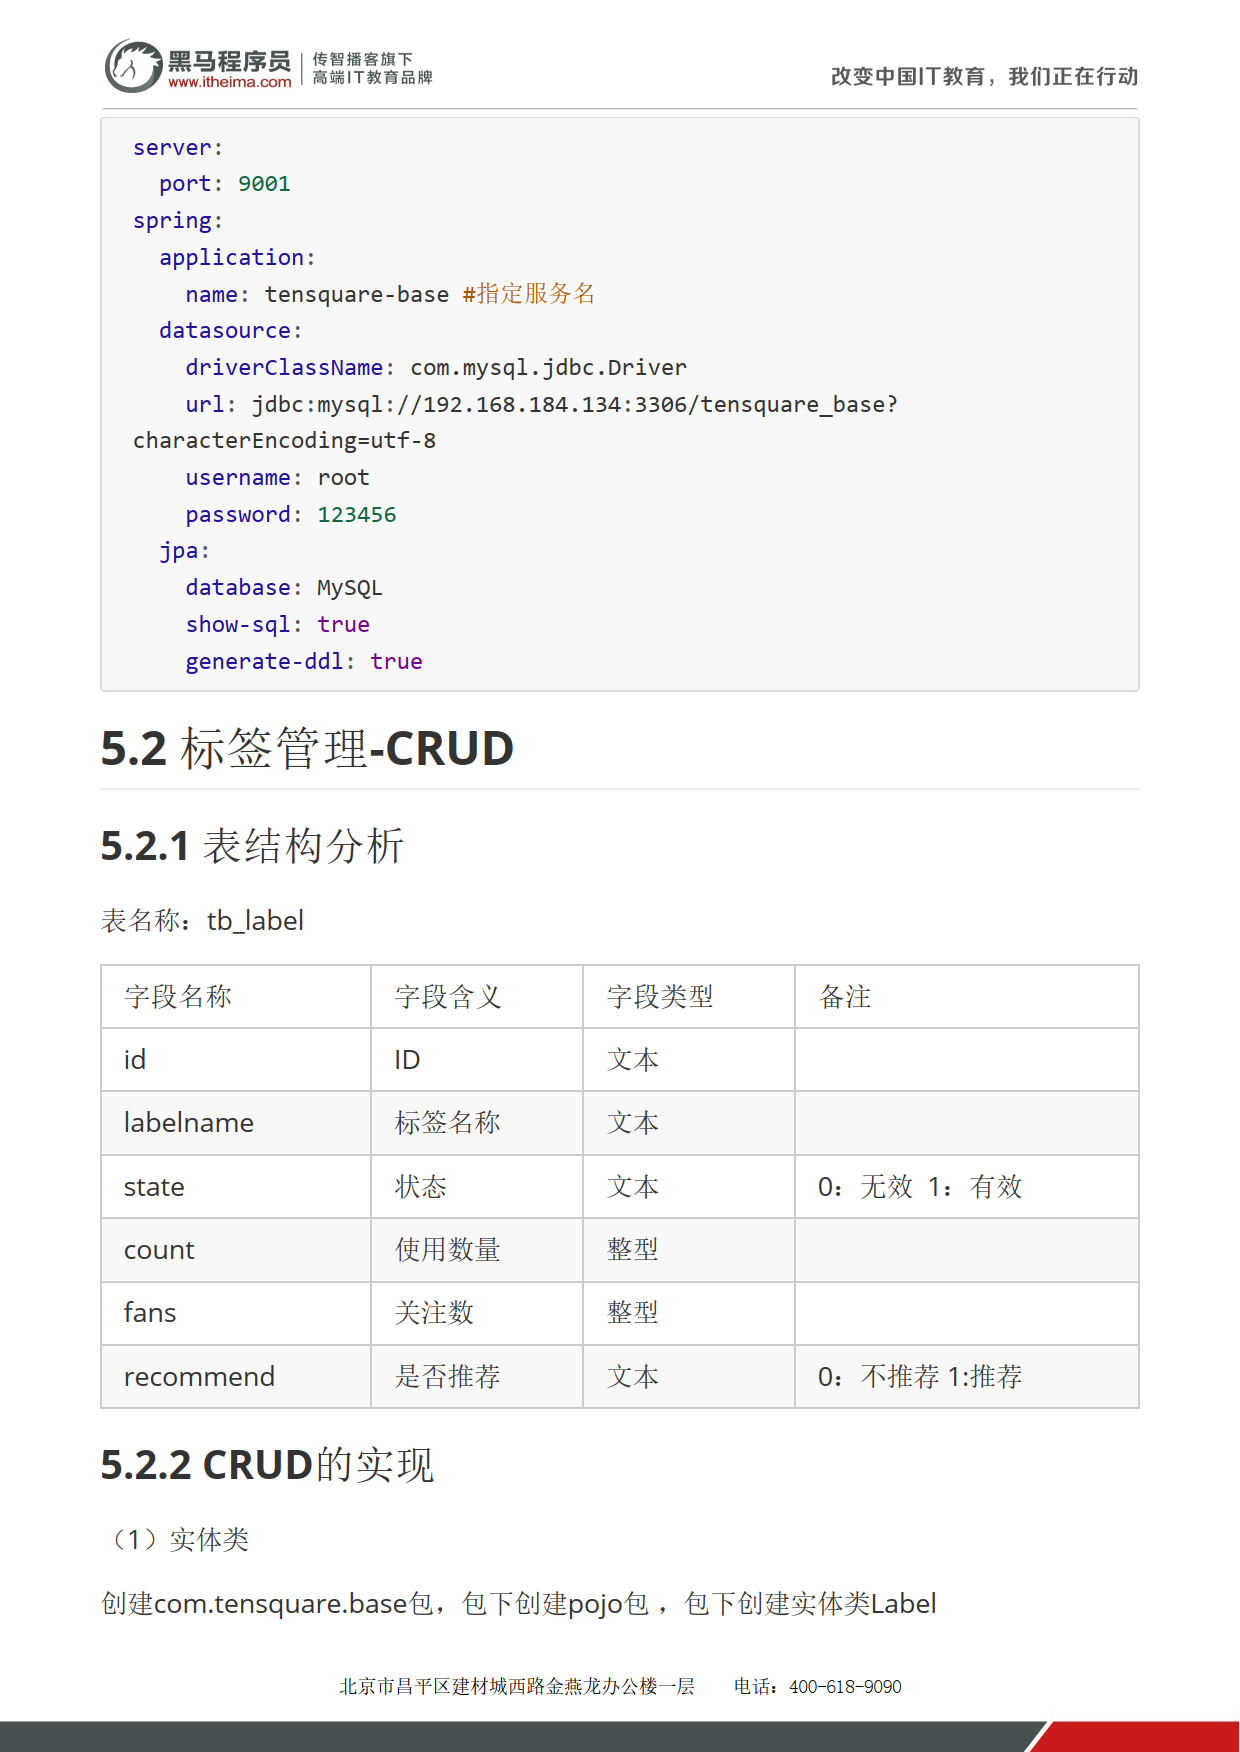 黑马程序员
www.itheima.com
传智播客旗下
高端IT教育品牌
改变中国IT教育，我们正在行动
server:
  port: 9001
spring:
  application:
    name: tensquare-base #指定服务名
  datasource:
    driverClassName: com.mysql.jdbc.Driver
    url: jdbc:mysql://192.168.184.134:3306/tensquare_base?
characterEncoding=utf-8
    username: root
    password: 123456
  jpa:
    database: MySQL
    show-sql: true
    generate-ddl: true
5.2 标签管理-CRUD
5.2.1 表结构分析
表名称：tb_label
字段名称 字段含义 字段类型 备注
id ID 文本
labelname 标签名称 文本
state 状态 文本 0：无效 1：有效
count 使用数量 整型
fans 关注数 整型
recommend 是否推荐 文本 0：不推荐 1:推荐
5.2.2 CRUD的实现
（1）实体类
创建com.tensquare.base包，包下创建pojo包 ，包下创建实体类Label
北京市昌平区建材城西路金燕龙办公楼一层 电话：400-618-9090